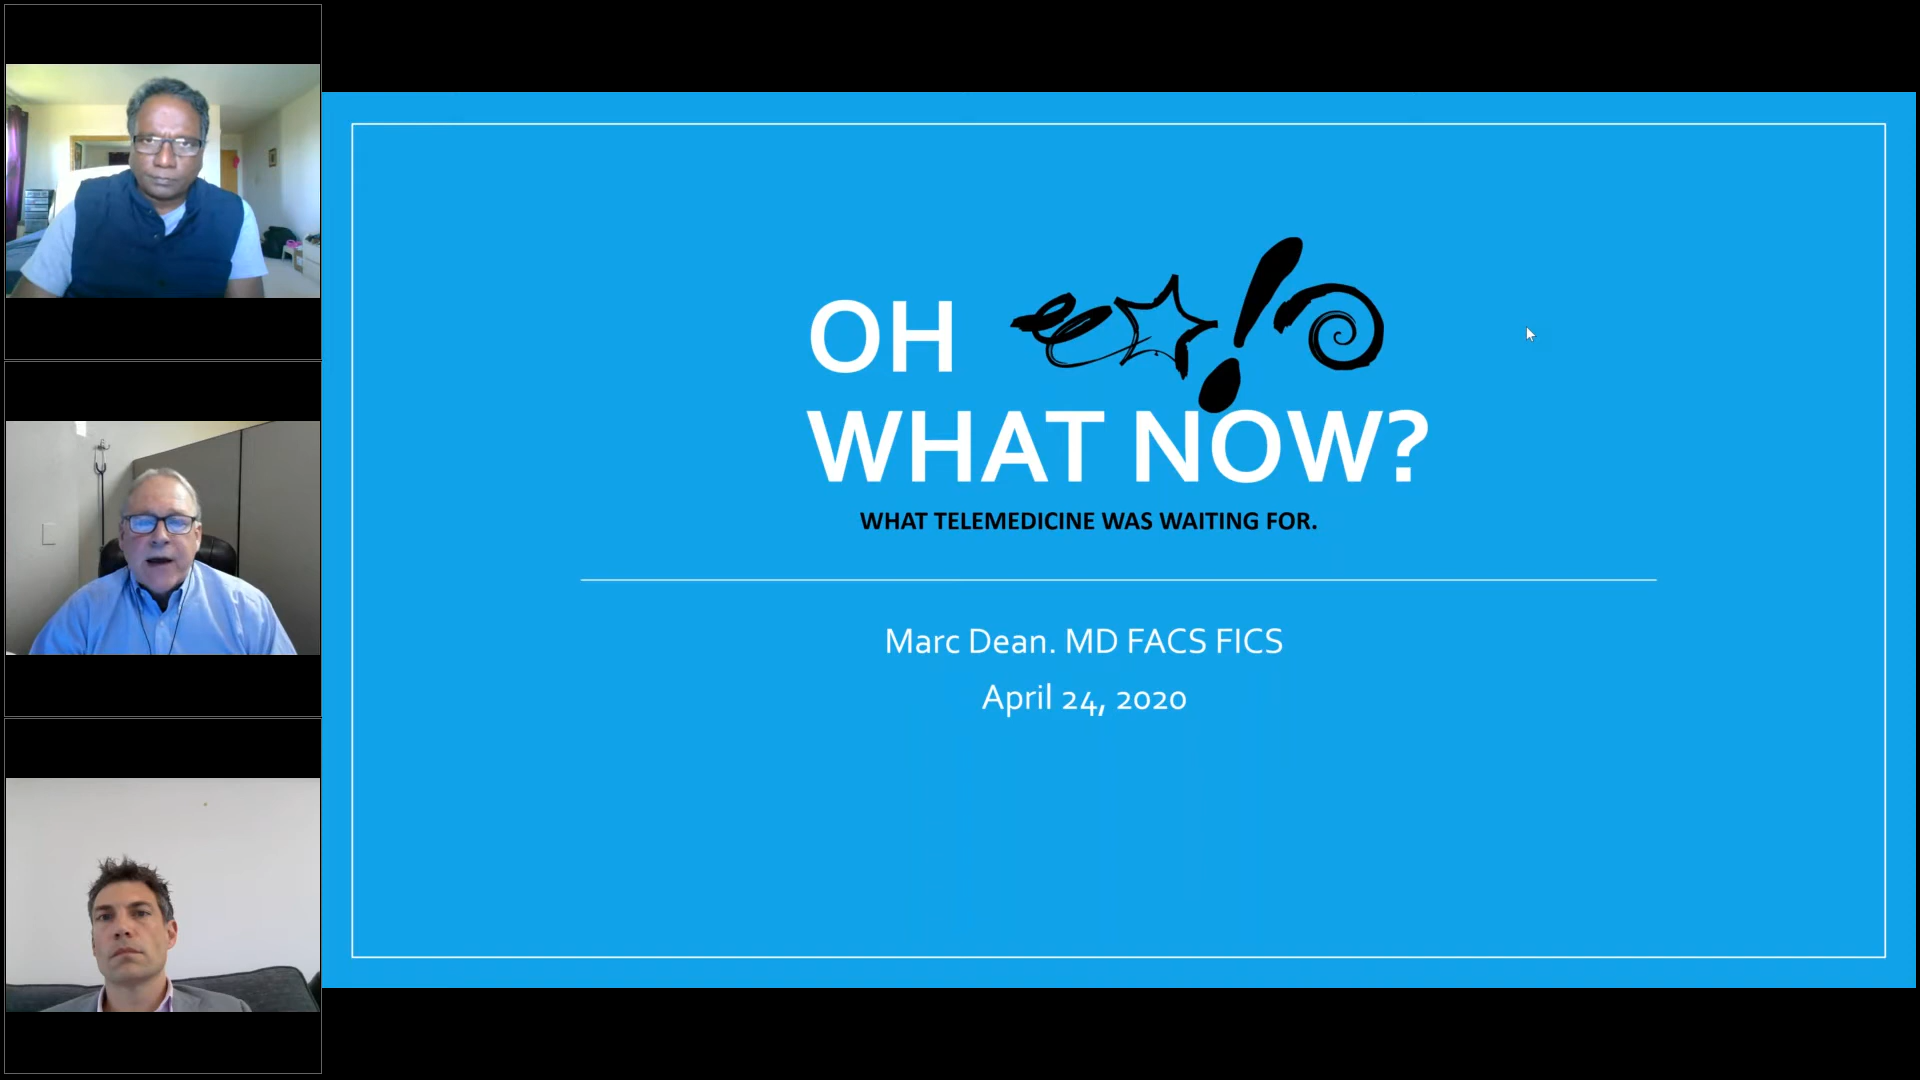 OH
WHAT NOW?
WHAT TELEMEDICINE WAS WAITING FOR.
Marc Dean. MD FACS FICS
April 24, 2020